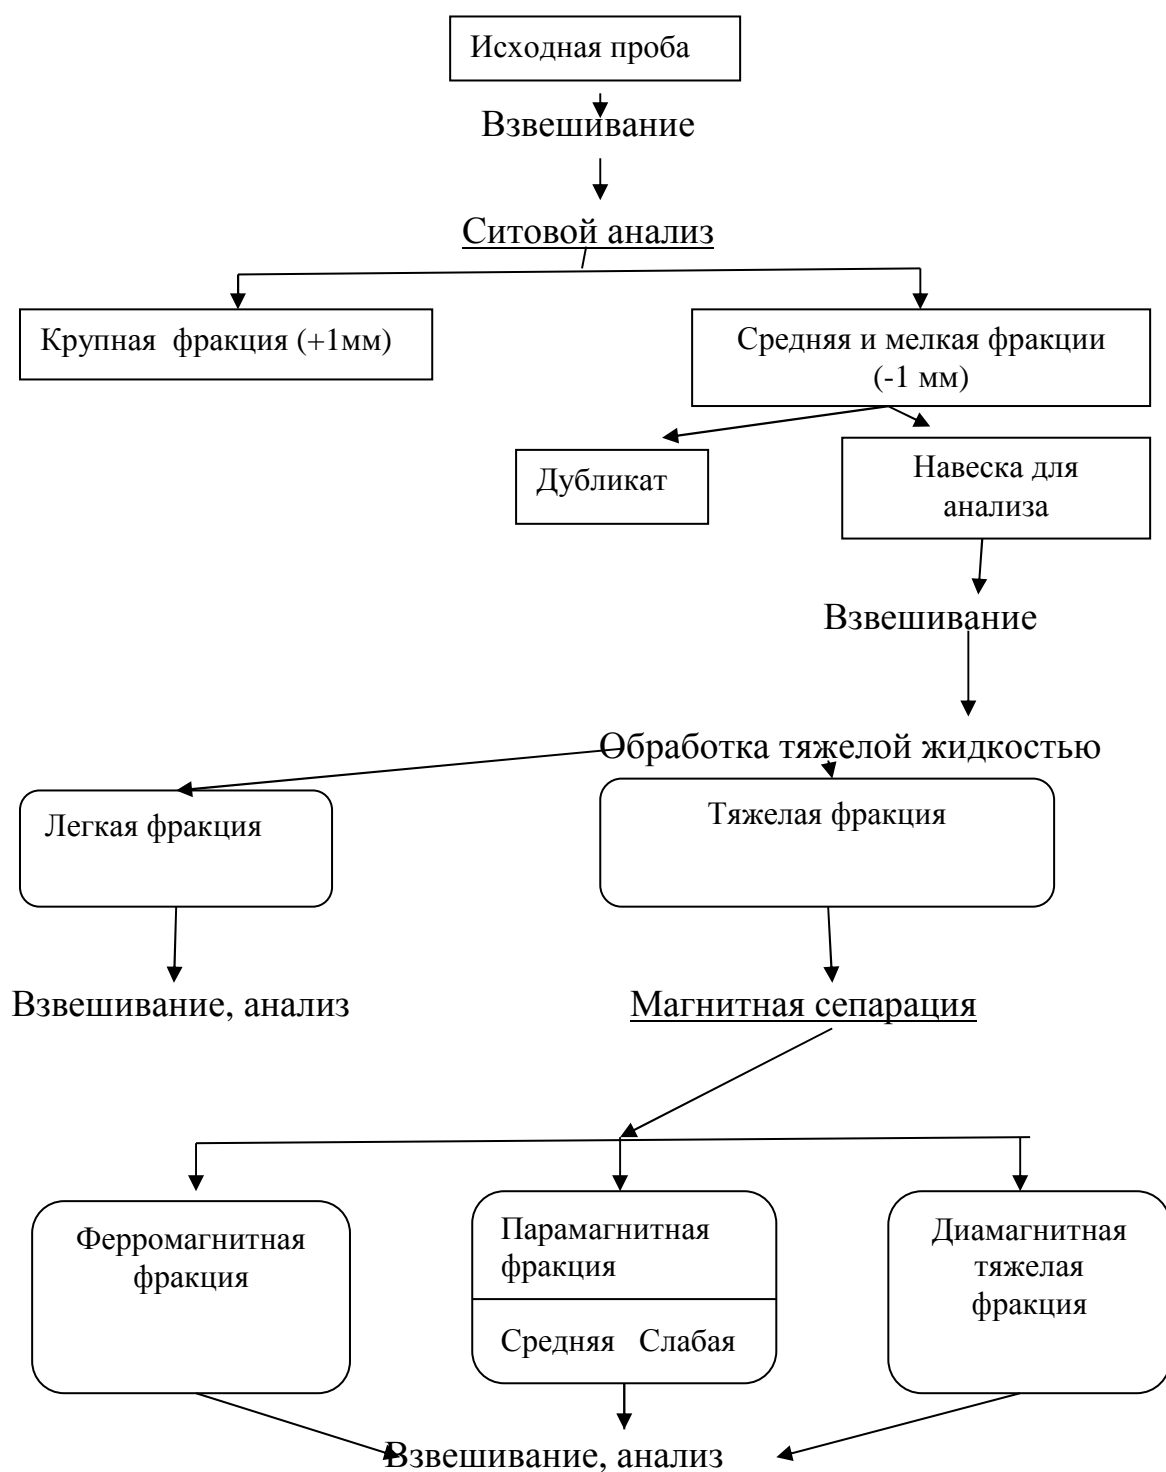 Исходная проба
Взвешивание
Ситовой анализ
Крупная фракция (+1мм)
Средняя и мелкая фракции
(-1 мм)
Дубликат
Навеска для
анализа
Взвешивание
Обработка тяжелой жидкостью
Легкая фракция
Тяжелая фракция
Взвешивание, анализ
Магнитная сепарация
Ферромагнитная
фракция
Парамагнитная
фракция
Средняя Слабая
Диамагнитная
тяжелая
фракция
Взвешивание, анализ